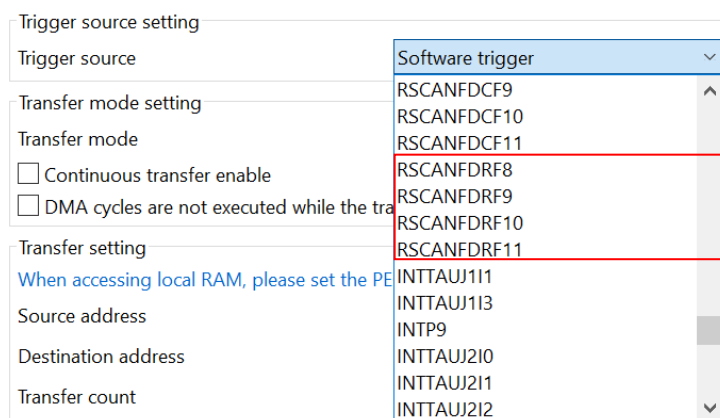 Trigger source setting
Trigger source
Software trigger
RSCANFDCF9
RSCANFDCF10
RSCANFDCF11
RSCANFDRF8
RSCANFDRF9
RSCANFDRF10
RSCANFDRF11
INTTAUJ1I1
INTTAUJ1I3
INTP9
INTTAUJ2I0
INTTAUJ2I1
INTTAUJ2I2
Transfer mode setting
Transfer mode
Continuous transfer enable
DMA cycles are not executed while the tra
Transfer setting
When accessing local RAM, please set the PE
Source address
Destination address
Transfer count